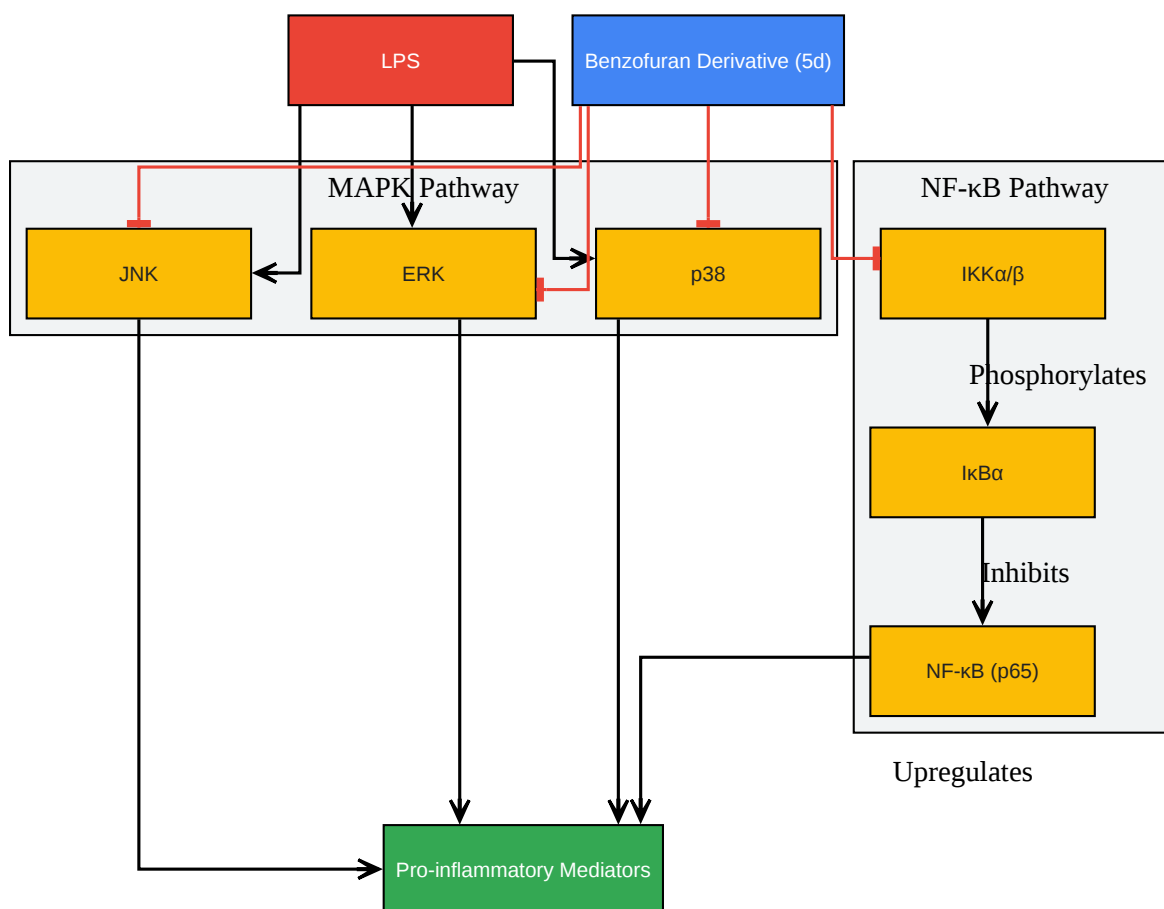 LPS
Benzofuran Derivative (5d)
MAPK Pathway
NF-κB Pathway
JNK
ERK
p38
IKKα/β
Phosphorylates
IκBα
Inhibits
NF-κB (p65)
Upregulates
Pro-inflammatory Mediators